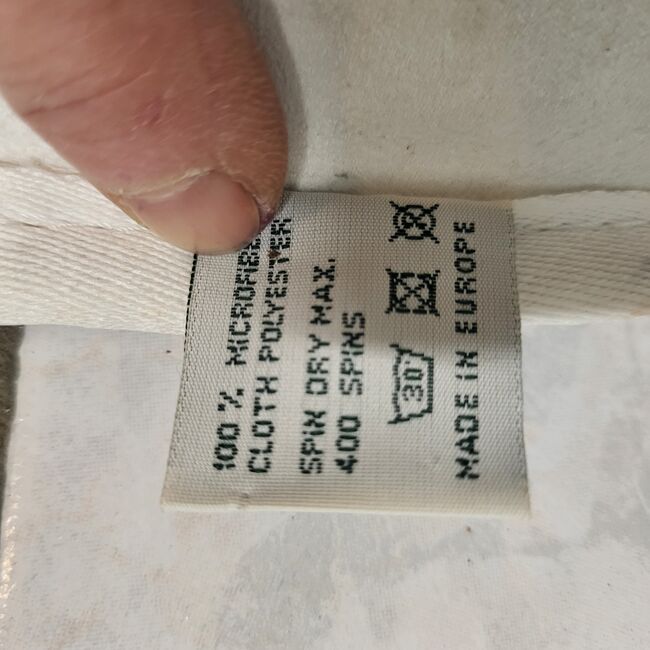 100% MICROFIBER
CLOTH POLYESTER
SPIN DRY MAX.
400 SPINS
30°
MADE IN EUROPE